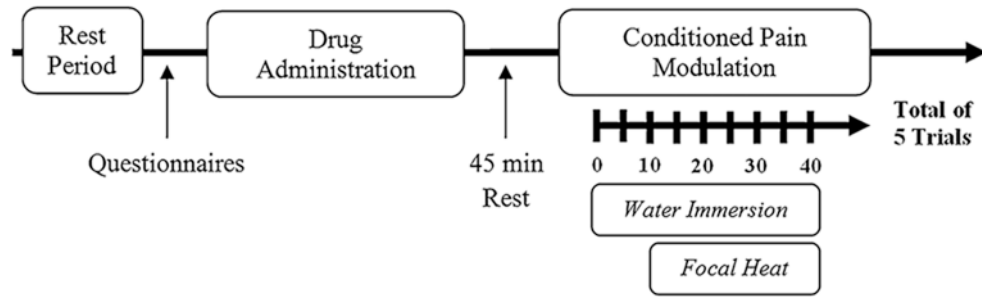 Rest
Period
Drug
Administration
Conditioned Pain
Modulation
Questionnaires
45 min
Rest
0 10 20 30 40
Total of
5 Trials
Water Immersion
Focal Heat